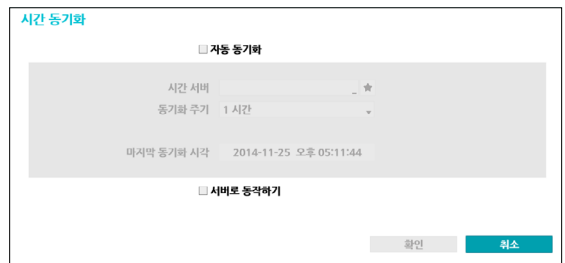 시간 동기화
자동 동기화
시간 서버 _
동기화 주기 1 시간
마지막 동기화 시각 2014-11-25 오후 05:11:44
서버로 동작하기
확인 취소